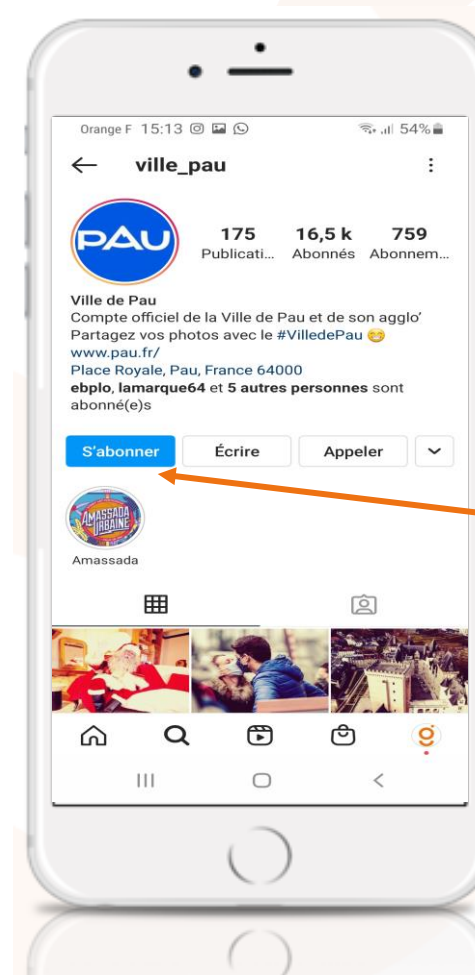 Orange F 15:13 54%
ville_pau
PAU
175 16,5 k 759
Publicati... Abonnés Abonnem...
Ville de Pau
Compte officiel de la Ville de Pau et de son agglo'
Partagez vos photos avec le #VilledePau 😁
www.pau.fr/
Place Royale, Pau, France 64000
ebplo, lamarque64 et 5 autres personnes sont
abonné(e)s
S'abonner Écrire Appeler
AMASSADA
URBAINE
Amassada